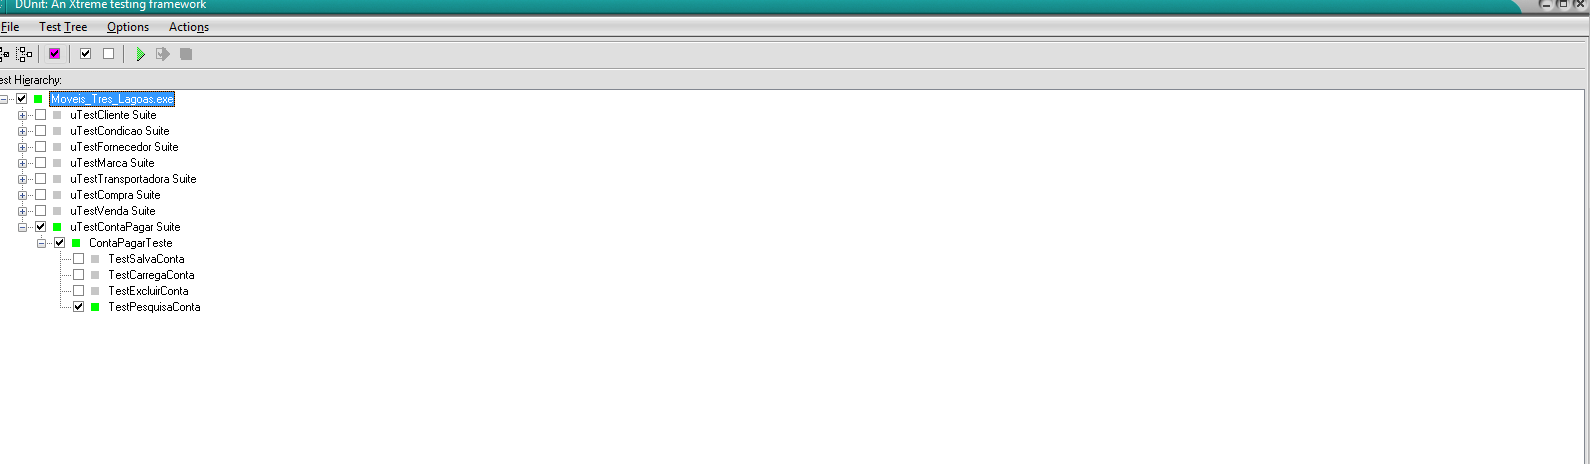 DUnit: An Xtreme testing framework
File Test Tree Options Actions
est Hierarchy:
Moveis_Tres_Lagoas.exe
uTestCliente Suite
uTestCondicao Suite
uTestFornecedor Suite
uTestMarca Suite
uTestTransportadora Suite
uTestCompra Suite
uTestVenda Suite
uTestContaPagar Suite
ContaPagarTeste
TestSalvaConta
TestCarregaConta
TestExcluirConta
TestPesquisaConta